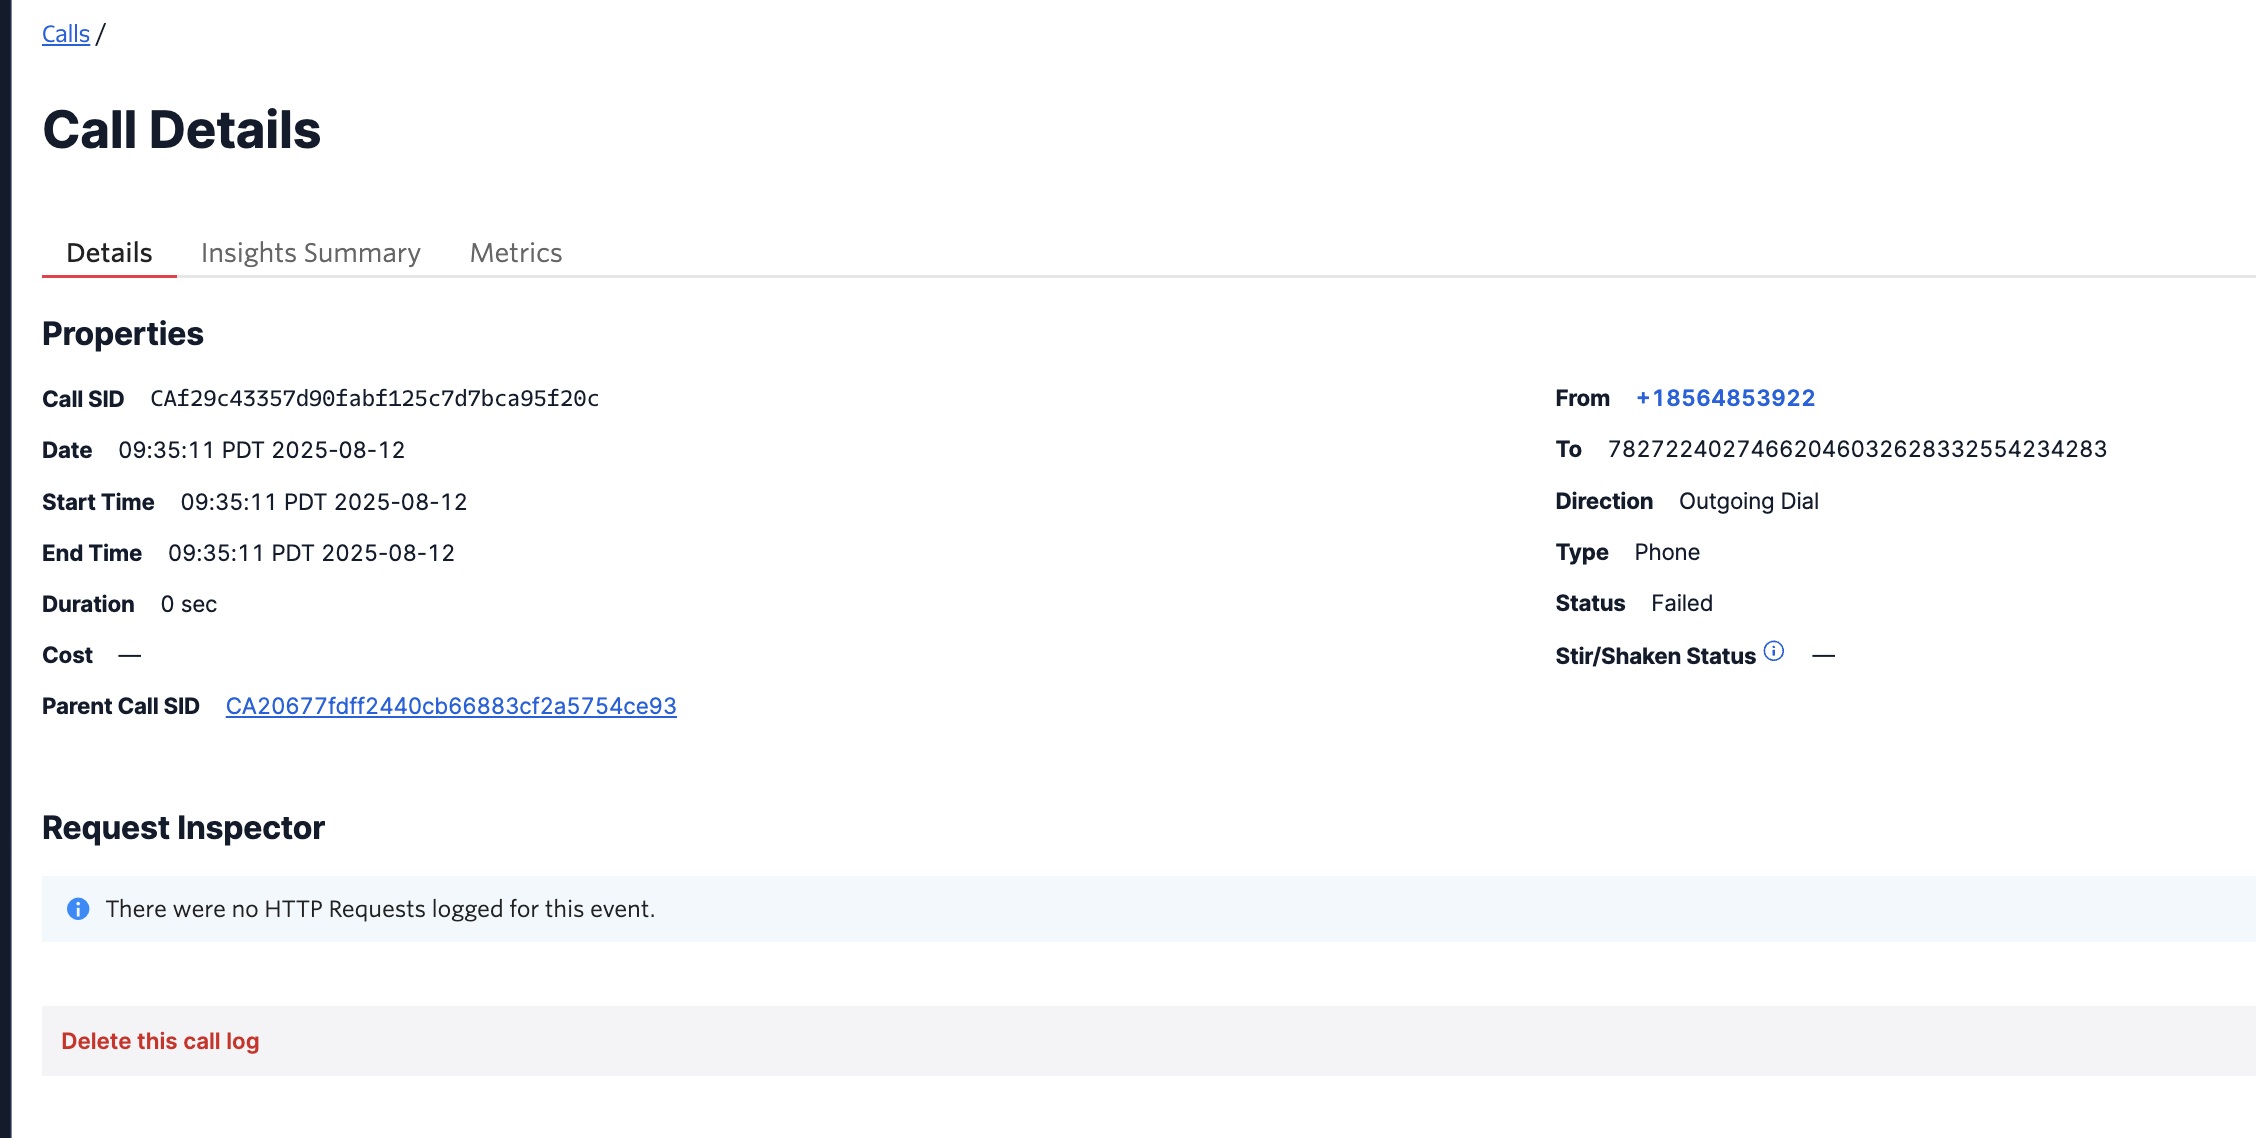 Calls /
Call Details
Details Insights Summary Metrics
Properties
Call SID CAf29c43357d90fabf125c7d7bca95f20c
Date 09:35:11 PDT 2025-08-12
Start Time 09:35:11 PDT 2025-08-12
End Time 09:35:11 PDT 2025-08-12
Duration 0 sec
Cost —
Parent Call SID CA20677fdff2440cb66883cf2a5754ce93
From +18564853922
To 782722402746620460326283325542342​83
Direction Outgoing Dial
Type Phone
Status Failed
Stir/Shaken Status —
Request Inspector
There were no HTTP Requests logged for this event.
Delete this call log